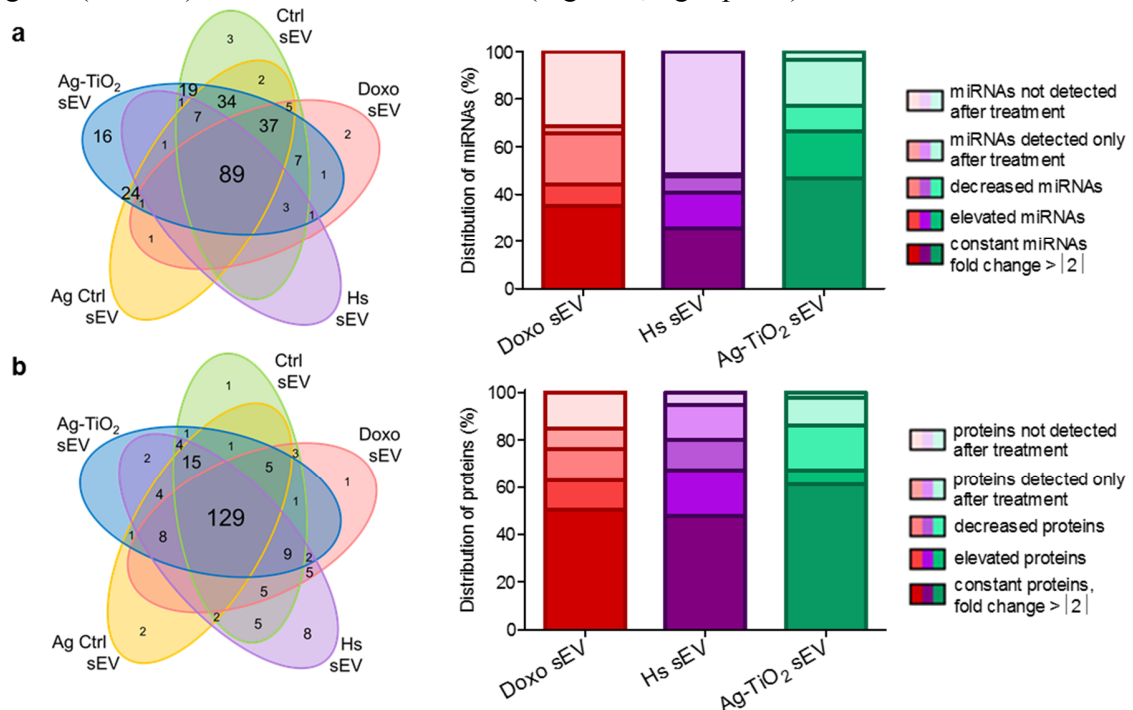 a
Ctrl
sEV
Ag-TiO2
sEV
Doxo
sEV
Ag Ctrl
sEV
Hs
sEV
3
2
19
1
34
5
7
37
2
16
1
7
1
89
24
1
3
1
1
Distribution of miRNAs (%)
100
80
60
40
20
0
Doxo sEV
Hs sEV
Ag-TiO2 sEV
miRNAs not detected
after treatment
miRNAs detected only
after treatment
decreased miRNAs
elevated miRNAs
constant miRNAs
fold change > |2|
b
Ctrl
sEV
Ag-TiO2
sEV
Doxo
sEV
Ag Ctrl
sEV
Hs
sEV
1
1
4
1
3
2
15
5
1
4
1
129
1
8
9
2
5
5
2
5
2
8
Distribution of proteins (%)
100
80
60
40
20
0
Doxo sEV
Hs sEV
Ag-TiO2 sEV
proteins not detected
after treatment
proteins detected only
after treatment
decreased proteins
elevated proteins
constant proteins,
fold change > |2|